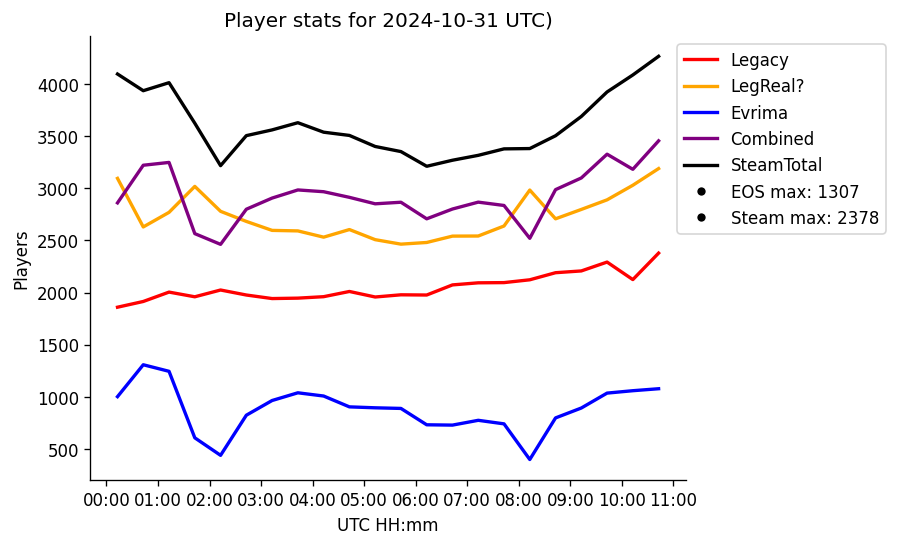 Player stats for 2024-10-31 UTC)
Legacy
LegReal?
Evrima
Combined
SteamTotal
EOS max: 1307
Steam max: 2378
Players
4000
3500
3000
2500
2000
1500
1000
500
00:00 01:00 02:00 03:00 04:00 05:00 06:00 07:00 08:00 09:00 10:00 11:00
UTC HH:mm